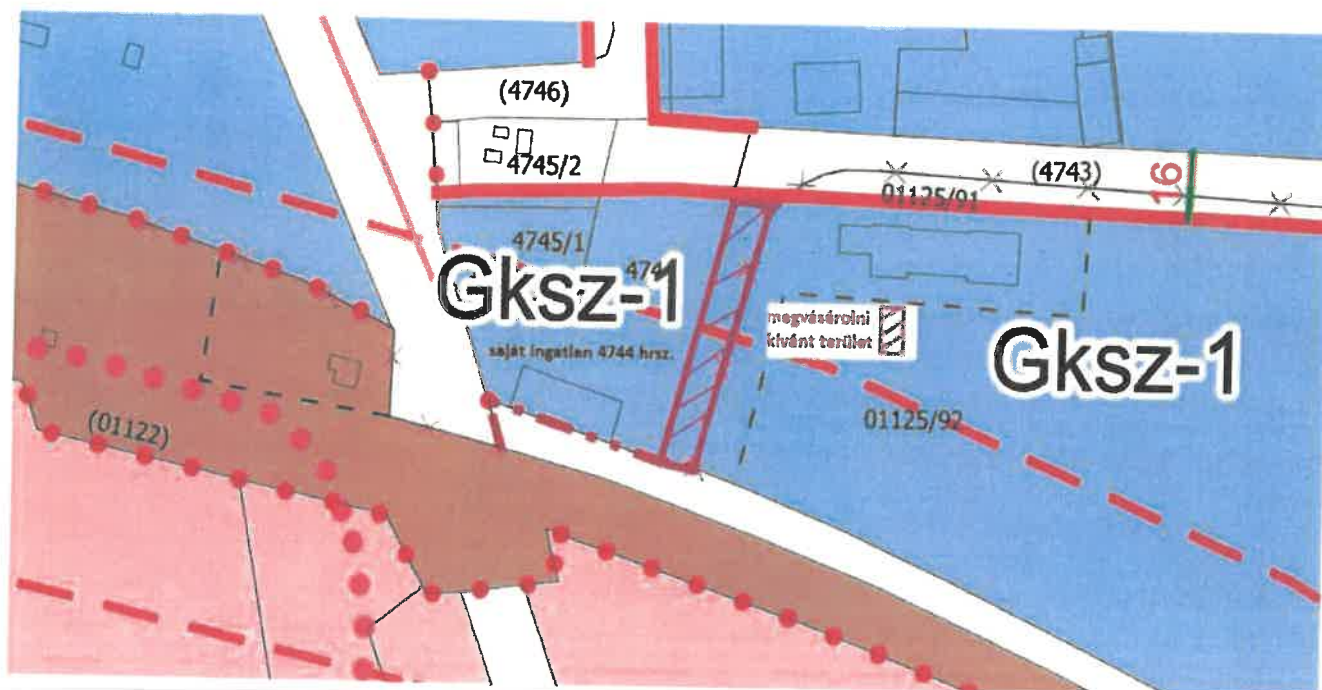 (4746)
4745/2
(4743)
16
01125/91
4745/1
474
Gksz-1
megvásárolni
kívánt terület
saját ingatlan 4744 hrsz.
Gksz-1
01125/92
(01122)